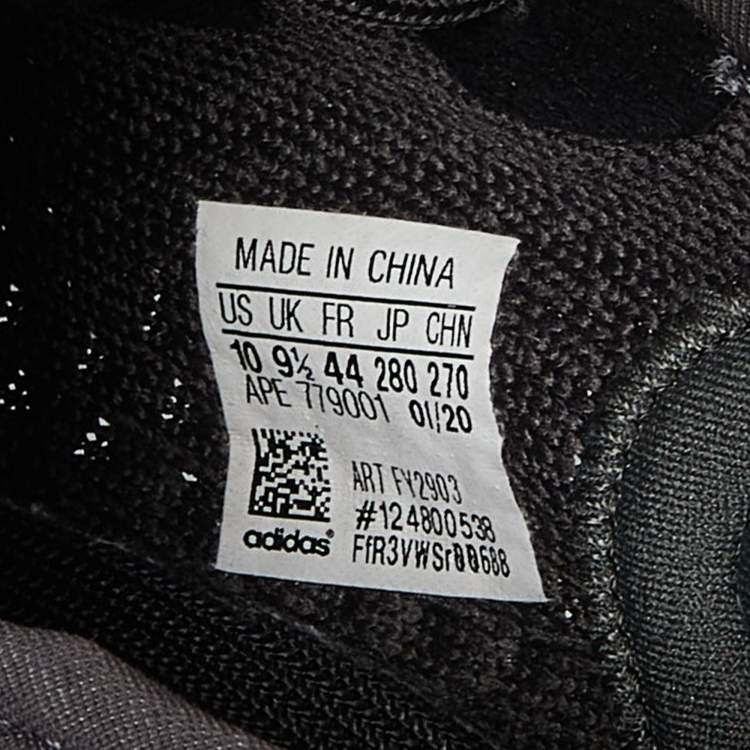 MADE IN CHINA
US UK FR JP CHN
10 9½ 44 280 270
APE 779001 01/20
ART FY2903
#124800538
adidas®